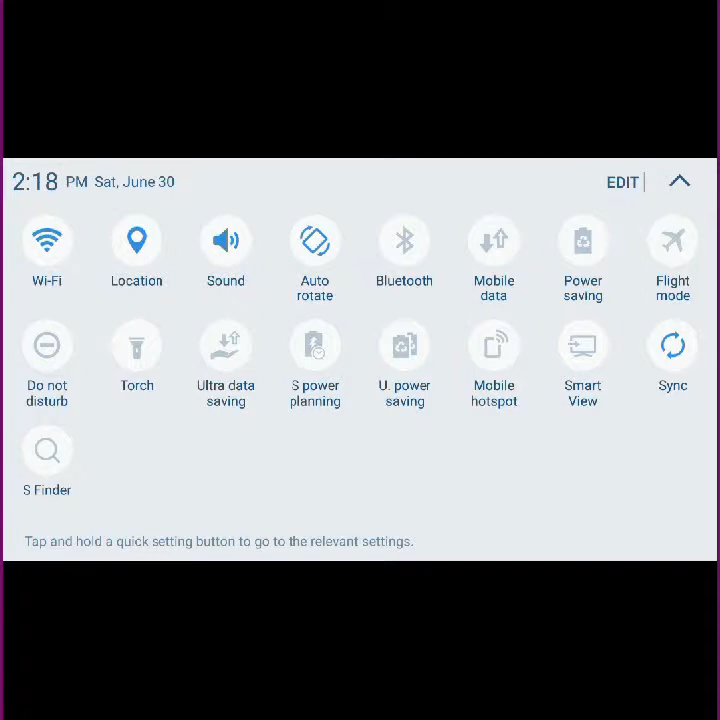 2:18 PM Sat, June 30 EDIT
Wi-Fi Location Sound Auto rotate Bluetooth Mobile data Power saving Flight mode
Do not disturb Torch Ultra data saving S power planning U. power saving Mobile hotspot Smart View Sync
S Finder
Tap and hold a quick setting button to go to the relevant settings.